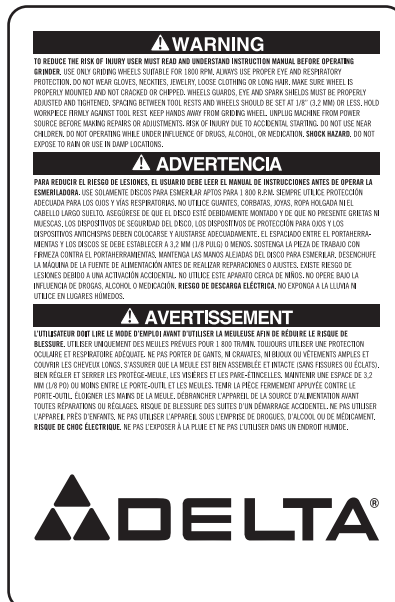 WARNING
TO REDUCE THE RISK OF INJURY USER MUST READ AND UNDERSTAND INSTRUCTION MANUAL BEFORE OPERATING
GRINDER. USE ONLY GRIDING WHEELS SUITABLE FOR 1800 RPM. ALWAYS USE PROPER EYE AND RESPIRATORY
PROTECTION. DO NOT WEAR GLOVES, NECKTIES, JEWELRY, LOOSE CLOTHING OR LONG HAIR. MAKE SURE WHEEL IS
PROPERLY MOUNTED AND NOT CRACKED OR CHIPPED. WHEELS GUARDS, EYE AND SPARK SHIELDS MUST BE PROPERLY
ADJUSTED AND TIGHTENED. SPACING BETWEEN TOOL RESTS AND WHEELS SHOULD BE SET AT 1/8" (3.2 MM) OR LESS, HOLD
WORKPIECE FIRMLY AGAINST TOOL REST. KEEP HANDS AWAY FROM GRIDING WHEEL. UNPLUG MACHINE FROM POWER
SOURCE BEFORE MAKING REPAIRS OR ADJUSTMENTS. RISK OF INJURY DUE TO ACCIDENTAL STARTING. DO NOT USE NEAR
CHILDREN. DO NOT OPERATE WHILE UNDER INFLUENCE OF DRUGS, ALCOHOL, OR MEDICATION. SHOCK HAZARD. DO NOT
EXPOSE TO RAIN OR USE IN DAMP LOCATIONS.
ADVERTENCIA
PARA REDUCIR EL RIESGO DE LESIONES, EL USUARIO DEBE LEER EL MANUAL DE INSTRUCCIONES ANTES DE OPERAR LA
ESMERILADORA. USE SOLAMENTE DISCOS PARA ESMERILAR APTOS PARA 1 800 R.P.M. SIEMPRE UTILICE PROTECCIÓN
ADECUADA PARA LOS OJOS Y VÍAS RESPIRATORIAS. NO UTILICE GUANTES, CORBATAS, JOYAS, ROPA HOLGADA NI EL
CABELLO LARGO SUELTO. ASEGÚRESE DE QUE EL DISCO ESTÉ DEBIDAMENTE MONTADO Y DE QUE NO PRESENTE GRIETAS NI
MUESCAS, LOS DISPOSITIVOS DE SEGURIDAD DEL DISCO, LOS DISPOSITIVOS DE PROTECCIÓN PARA OJOS Y LOS
DISPOSITIVOS ANTICHISPAS DEBEN COLOCARSE Y AJUSTARSE ADECUADAMENTE. EL ESPACIADO ENTRE EL PORTAHERRA-
MIENTAS Y LOS DISCOS SE DEBE ESTABLECER A 3,2 MM (1/8 PULG) O MENOS. SOSTENGA LA PIEZA DE TRABAJO CON
FIRMEZA CONTRA EL PORTAHERRAMIENTAS, MANTENGA LAS MANOS ALEJADAS DEL DISCO PARA ESMERILAR, DESENCHUFE
LA MÁQUINA DE LA FUENTE DE ALIMENTACIÓN ANTES DE REALIZAR REPARACIONES O AJUSTES, EXISTE RIESGO DE
LESIONES DEBIDO A UNA ACTIVACIÓN ACCIDENTAL. NO UTILICE ESTE APARATO CERCA DE NIÑOS. NO OPERE BAJO LA
INFLUENCIA DE DROGAS, ALCOHOL O MEDICACIÓN. RIESGO DE DESCARGA ELÉCTRICA, NO EXPONGA A LA LLUVIA NI
UTILICE EN LUGARES HÚMEDOS.
AVERTISSEMENT
L'UTILISATEUR DOIT LIRE LE MODE D'EMPLOI AVANT D'UTILISER LA MEULEUSE AFIN DE RÉDUIRE LE RISQUE DE
BLESSURE. UTILISER UNIQUEMENT DES MEULES PRÉVUES POUR 1 800 TR/MIN. TOUJOURS UTILISER UNE PROTECTION
OCULAIRE ET RESPIRATOIRE ADÉQUATE. NE PAS PORTER DE GANTS, NI CRAVATES, NI BIJOUX OU VÊTEMENTS AMPLES ET
COUVRIR LES CHEVEUX LONGS, S'ASSURER QUE LA MEULE EST BIEN ASSEMBLÉE ET INTACTE (SANS FISSURES OU ÉCLATS).
BIEN RÉGLER ET SERRER LES PROTÈGE-MEULE, LES VISIÈRES ET LES PARE-ÉTINCELLES. MAINTENIR UNE ESPACE DE 3,2
MM (1/8 PO) OU MOINS ENTRE LE PORTE-OUTIL ET LES MEULES. TENIR LA PIÈCE FERMEMENT APPUYÉE CONTRE LE
PORTE-OUTIL. ÉLOIGNER LES MAINS DE LA MEULE. DÉBRANCHER L'APPAREIL DE LA SOURCE D'ALIMENTATION AVANT
TOUTES RÉPARATIONS OU RÉGLAGES. RISQUE DE BLESSURE DES SUITES D'UN DÉMARRAGE ACCIDENTEL. NE PAS UTILISER
L'APPAREIL PRÈS D'ENFANTS. NE PAS UTILISER L'APPAREIL SOUS L'EMPRISE DE DROGUES, D'ALCOOL OU DE MÉDICAMENT.
RISQUE DE CHOC ÉLECTRIQUE. NE PAS L'EXPOSER À LA PLUIE ET NE PAS L'UTILISER DANS UN ENDROIT HUMIDE.
DELTA®